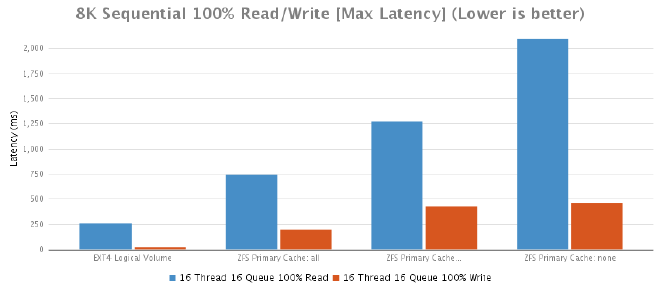 8K Sequential 100% Read/Write [Max Latency] (Lower is better)
Latency (ms)
2,000
1,750
1,500
1,250
1,000
750
500
250
0
EXT4 Logical Volume
ZFS Primary Cache: all
ZFS Primary Cache...
ZFS Primary Cache: none
16 Thread 16 Queue 100% Read
16 Thread 16 Queue 100% Write